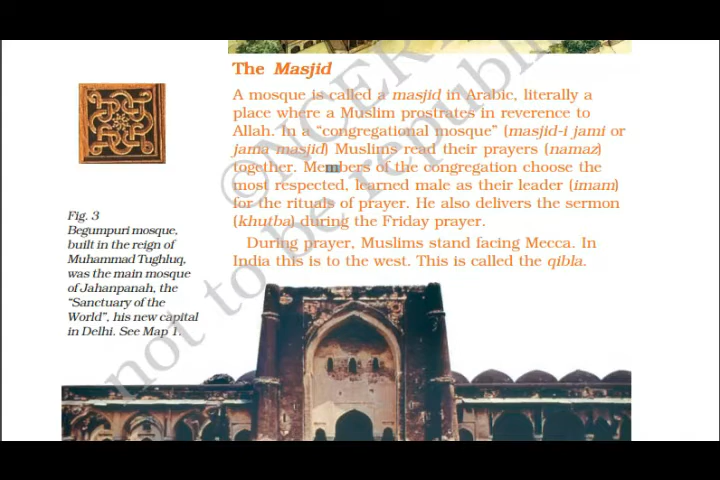 The Masjid
A mosque is called a masjid in Arabic, literally a
place where a Muslim prostrates in reverence to
Allah. In a “congregational mosque” (masjid-i jami or
jama masjid) Muslims read their prayers (namaz)
together. Members of the congregation choose the
most respected, learned male as their leader (imam)
for the rituals of prayer. He also delivers the sermon
(khutba) during the Friday prayer.
During prayer, Muslims stand facing Mecca. In
India this is to the west. This is called the qibla.
Fig. 3
Begumpuri mosque,
built in the reign of
Muhammad Tughluq,
was the main mosque
of Jahanpanah, the
“Sanctuary of the
World”, his new capital
in Delhi. See Map 1.
©NCERT
not to be republi